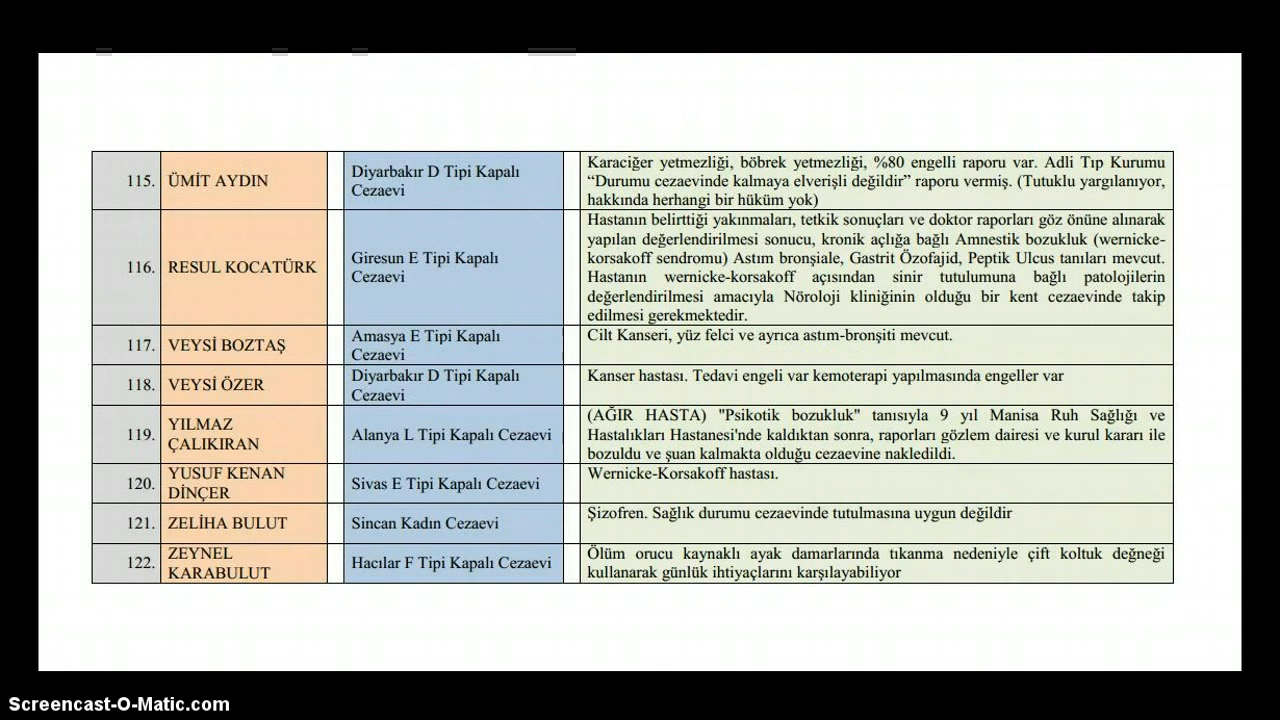 115. ÜMİT AYDIN
Diyarbakır D Tipi Kapalı
Cezaevi
Karaciğer yetmezliği, böbrek yetmezliği, %80 engelli raporu var. Adli Tıp Kurumu
“Durumu cezaevinde kalmaya elverişli değildir” raporu vermiş. (Tutuklu yargılanıyor,
hakkında herhangi bir hüküm yok)
116. RESUL KOCATÜRK
Giresun E Tipi Kapalı
Cezaevi
Hastanın belirttiği yakınmaları, tetkik sonuçları ve doktor raporları göz önüne alınarak
yapılan değerlendirilmesi sonucu, kronik açlığa bağlı Amnestik bozukluk (wernicke-
korsakoff sendromu) Astım bronşiale, Gastrit Özofajid, Peptik Ulcus tanıları mevcut.
Hastanın wernicke-korsakoff açısından sinir tutulumuna bağlı patolojilerin
değerlendirilmesi amacıyla Nöroloji kliniğinin olduğu bir kent cezaevinde takip
edilmesi gerekmektedir.
117. VEYSİ BOZTAŞ
Amasya E Tipi Kapalı
Cezaevi
Cilt Kanseri, yüz felci ve ayrıca astım-bronşiti mevcut.
118. VEYSİ ÖZER
Diyarbakır D Tipi Kapalı
Cezaevi
Kanser hastası. Tedavi engeli var kemoterapi yapılmasında engeller var
119. YILMAZ
ÇALIKIRAN
Alanya L Tipi Kapalı Cezaevi
(AĞIR HASTA) "Psikotik bozukluk" tanısıyla 9 yıl Manisa Ruh Sağlığı ve
Hastalıkları Hastanesi'nde kaldıktan sonra, raporları gözlem dairesi ve kurul kararı ile
bozuldu ve şuan kalmakta olduğu cezaevine nakledildi.
120. YUSUF KENAN
DİNÇER
Sivas E Tipi Kapalı Cezaevi
Wernicke-Korsakoff hastası.
121. ZELİHA BULUT
Sincan Kadın Cezaevi
Şizofren. Sağlık durumu cezaevinde tutulmasına uygun değildir
122. ZEYNEL
KARABULUT
Hacılar F Tipi Kapalı Cezaevi
Ölüm orucu kaynaklı ayak damarlarında tıkanma nedeniyle çift koltuk değneği
kullanarak günlük ihtiyaçlarını karşılayabiliyor
Screencast-O-Matic.com